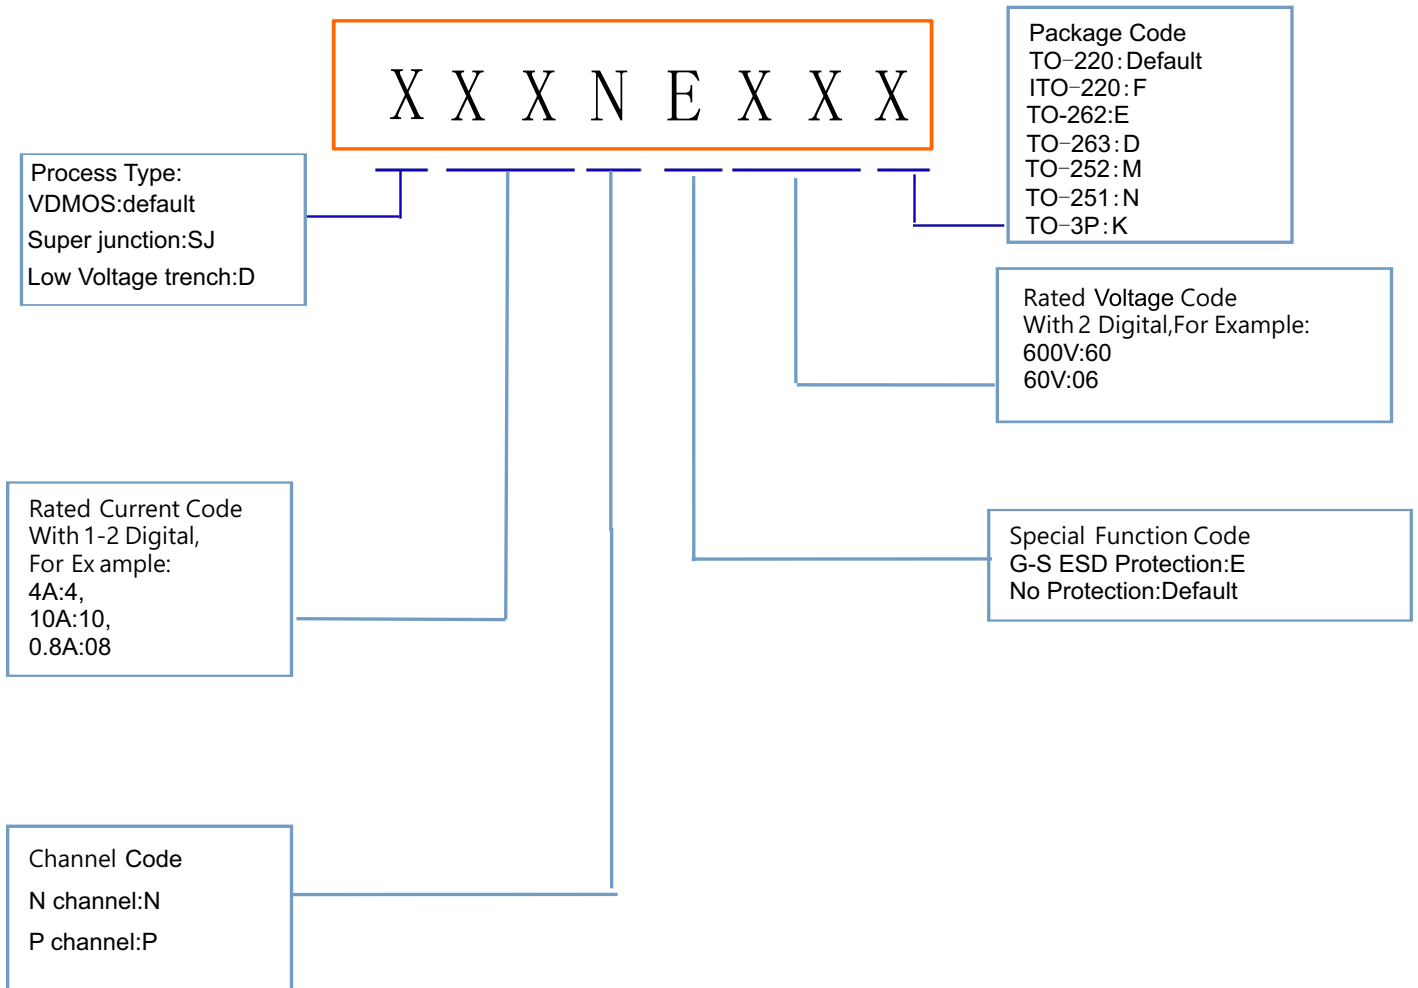 X X X N E X X X
Package Code
TO-220:Default
ITO-220:F
TO-262:E
TO-263:D
TO-252:M
TO-251:N
TO-3P:K
Process Type:
VDMOS:default
Super junction:SJ
Low Voltage trench:D
Rated Voltage Code
With 2 Digital,For Example:
600V:60
60V:06
Rated Current Code
With 1-2 Digital,
For Ex ample:
4A:4,
10A:10,
0.8A:08
Special Function Code
G-S ESD Protection:E
No Protection:Default
Channel Code
N channel:N
P channel:P